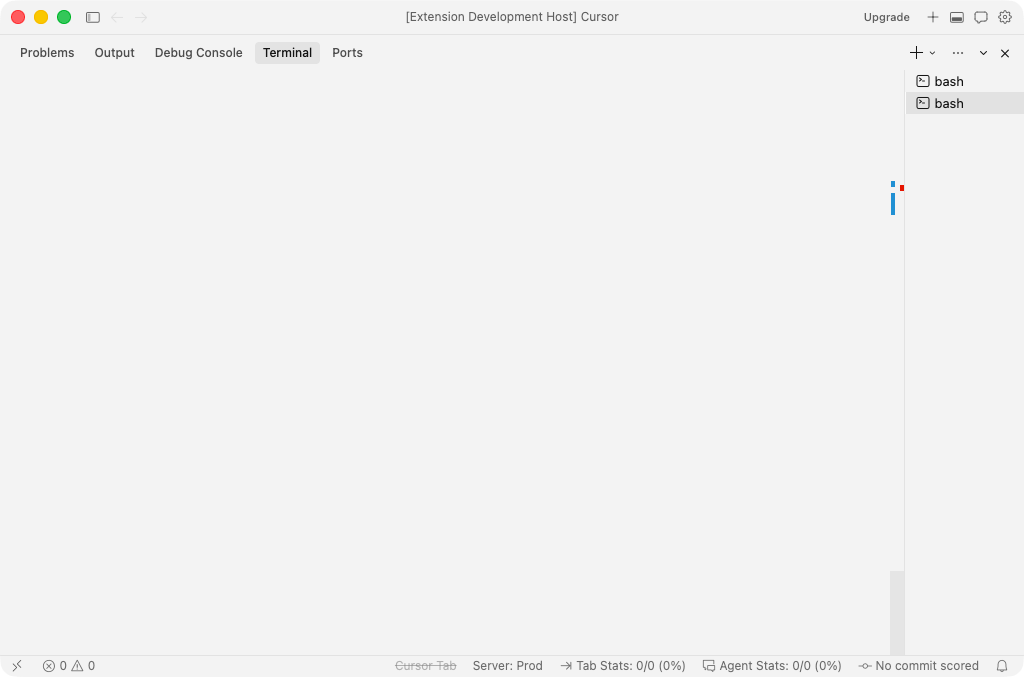 [Extension Development Host] Cursor
Upgrade
Problems Output Debug Console Terminal Ports
bash
bash
0 0 Cursor Tab Server: Prod Tab Stats: 0/0 (0%) Agent Stats: 0/0 (0%) No commit scored